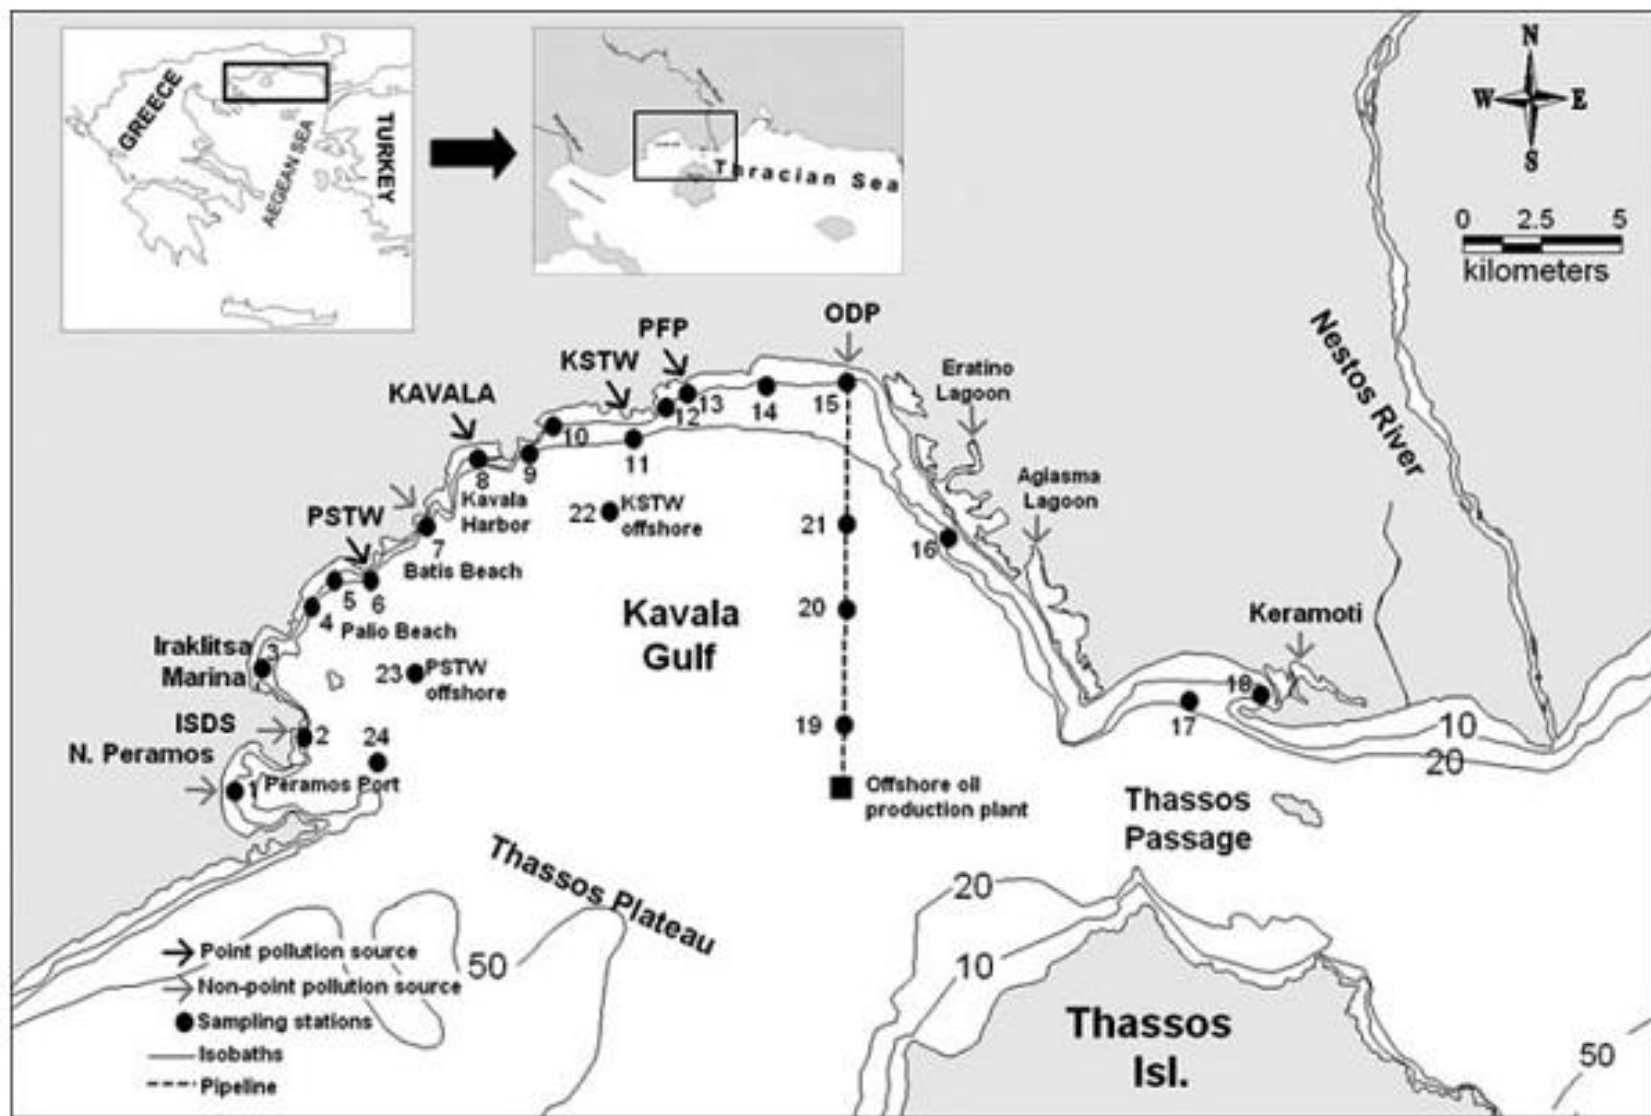 GREECE
AEGEAN SEA
TURKEY
Thracian Sea
N
W
E
S
0 2.5 5
kilometers
Nestos River
ODP
PFP
KSTW
KAVALA
PSTW
Eratino
Lagoon
Agiasma
Lagoon
Keramoti
15
14
13
12
10
11
9
8
Kavala
Harbor
22
KSTW
offshore
7
Batis Beach
21
16
5
6
4
Palio Beach
20
Kavala
Gulf
Iraklitsa
Marina
3
23
PSTW
offshore
18
17
ISDS
2
24
19
10
20
N. Peramos
1
Peramos Port
Offshore oil
production plant
Thassos
Passage
Thassos Plateau
20
10
50
Point pollution source
Non-point pollution source
Sampling stations
Isobaths
Pipeline
Thassos
Isl.
50